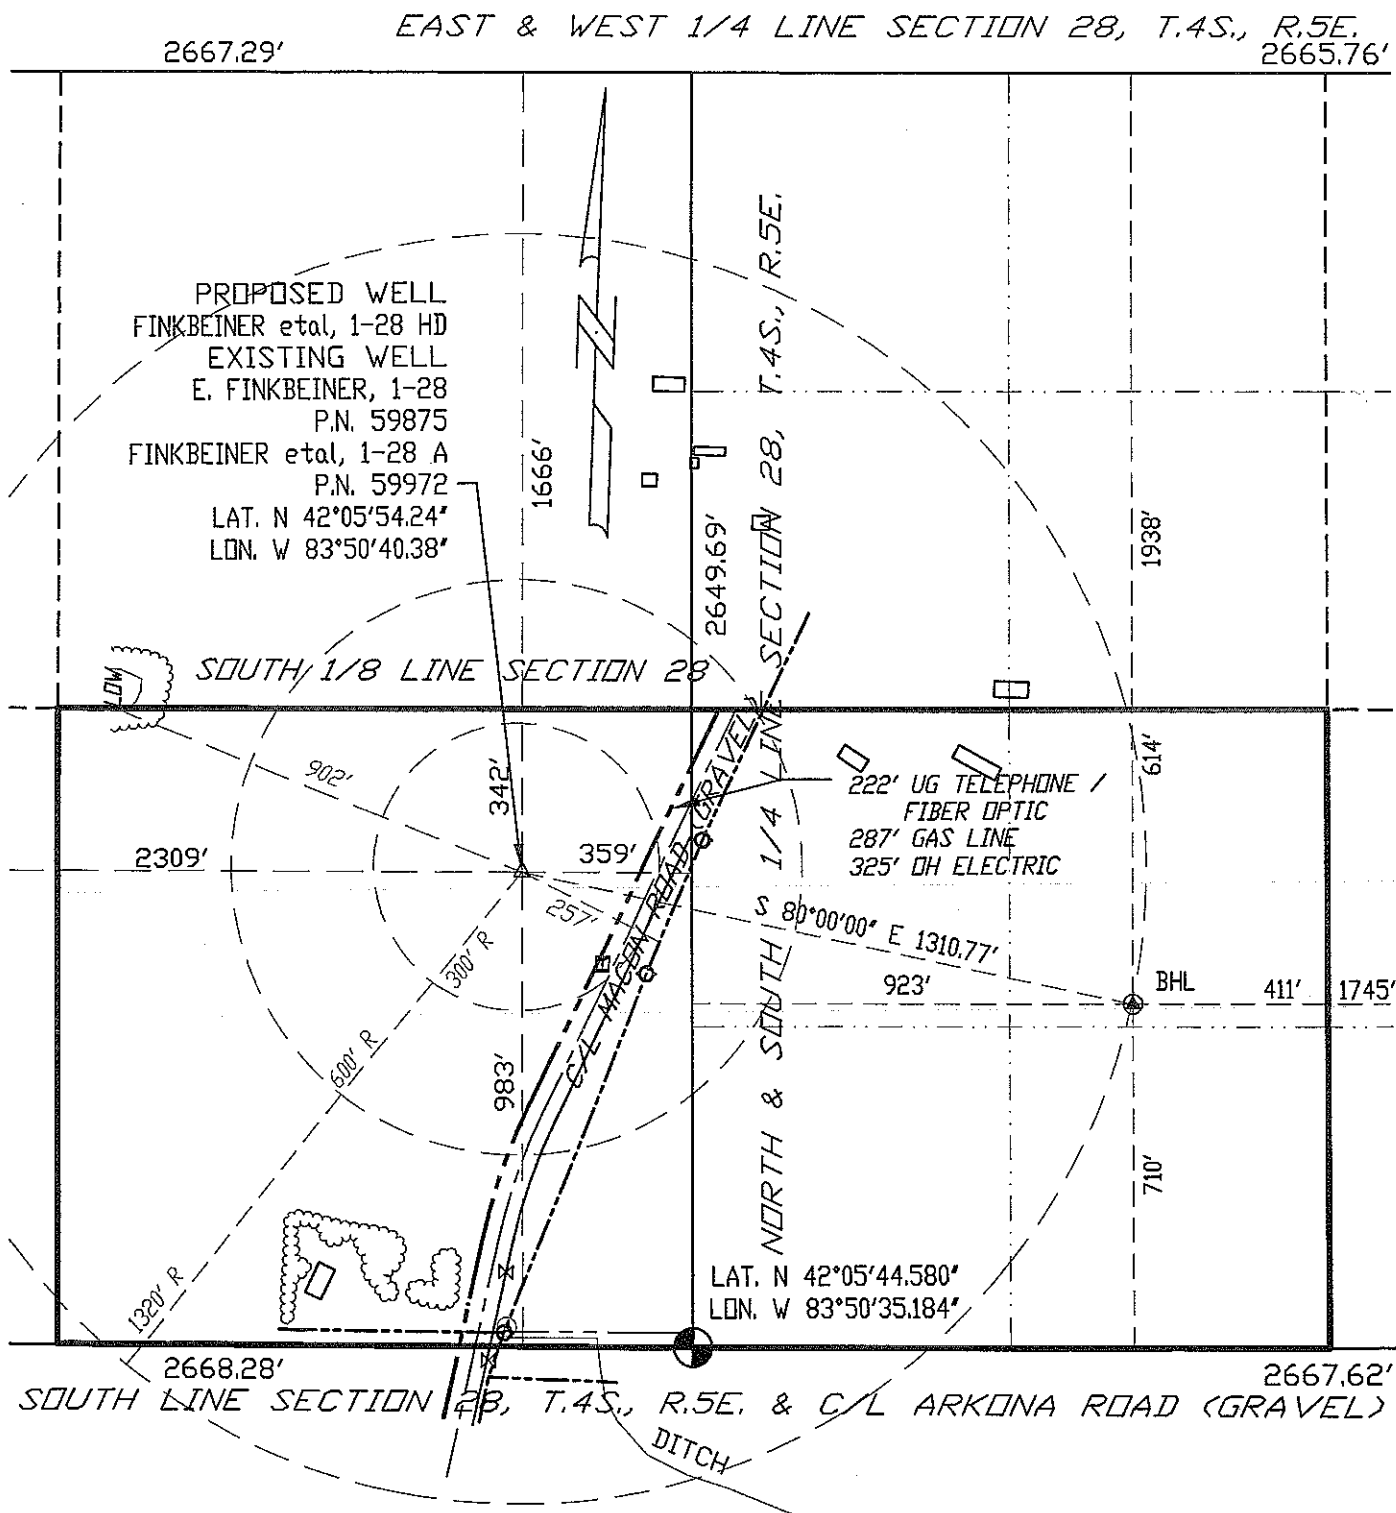 EAST & WEST 1/4 LINE SECTION 28, T.4S., R.5E.
2667.29'
2665.76'
PROPOSED WELL
FINKBEINER etal, 1-28 HD
EXISTING WELL
E. FINKBEINER, 1-28
P.N. 59875
FINKBEINER etal, 1-28 A
P.N. 59972
LAT. N 42°05'54.24"
LON. W 83°50'40.38"
1666'
2649.69'
NORTH & SOUTH 1/4 LINE SECTION 28, T.4S., R.5E.
1938'
LOW
SOUTH 1/8 LINE SECTION 28
902'
342'
614'
222' UG TELEPHONE /
FIBER OPTIC
287' GAS LINE
325' OH ELECTRIC
2309'
359'
257'
C/L MACON ROAD (GRAVEL)
S 80°00'00" E 1310.77'
300' R
923'
BHL
411'
1745'
600' R
983'
710'
1320' R
LAT. N 42°05'44.580"
LON. W 83°50'35.184"
2668.28'
2667.62'
SOUTH LINE SECTION 28, T.4S., R.5E. & C/L ARKONA ROAD (GRAVEL)
DITCH